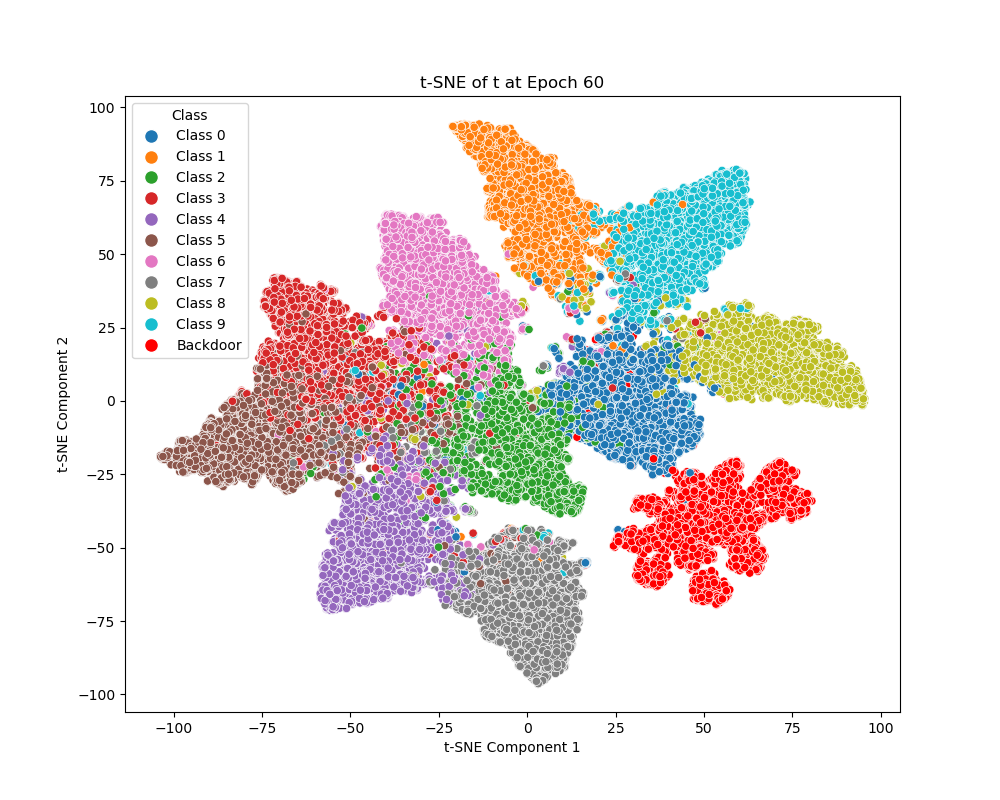 t-SNE of t at Epoch 60
Class
Class 0
Class 1
Class 2
Class 3
Class 4
Class 5
Class 6
Class 7
Class 8
Class 9
Backdoor
100
75
50
25
0
−25
−50
−75
−100
t-SNE Component 2
−100 −75 −50 −25 0 25 50 75 100
t-SNE Component 1